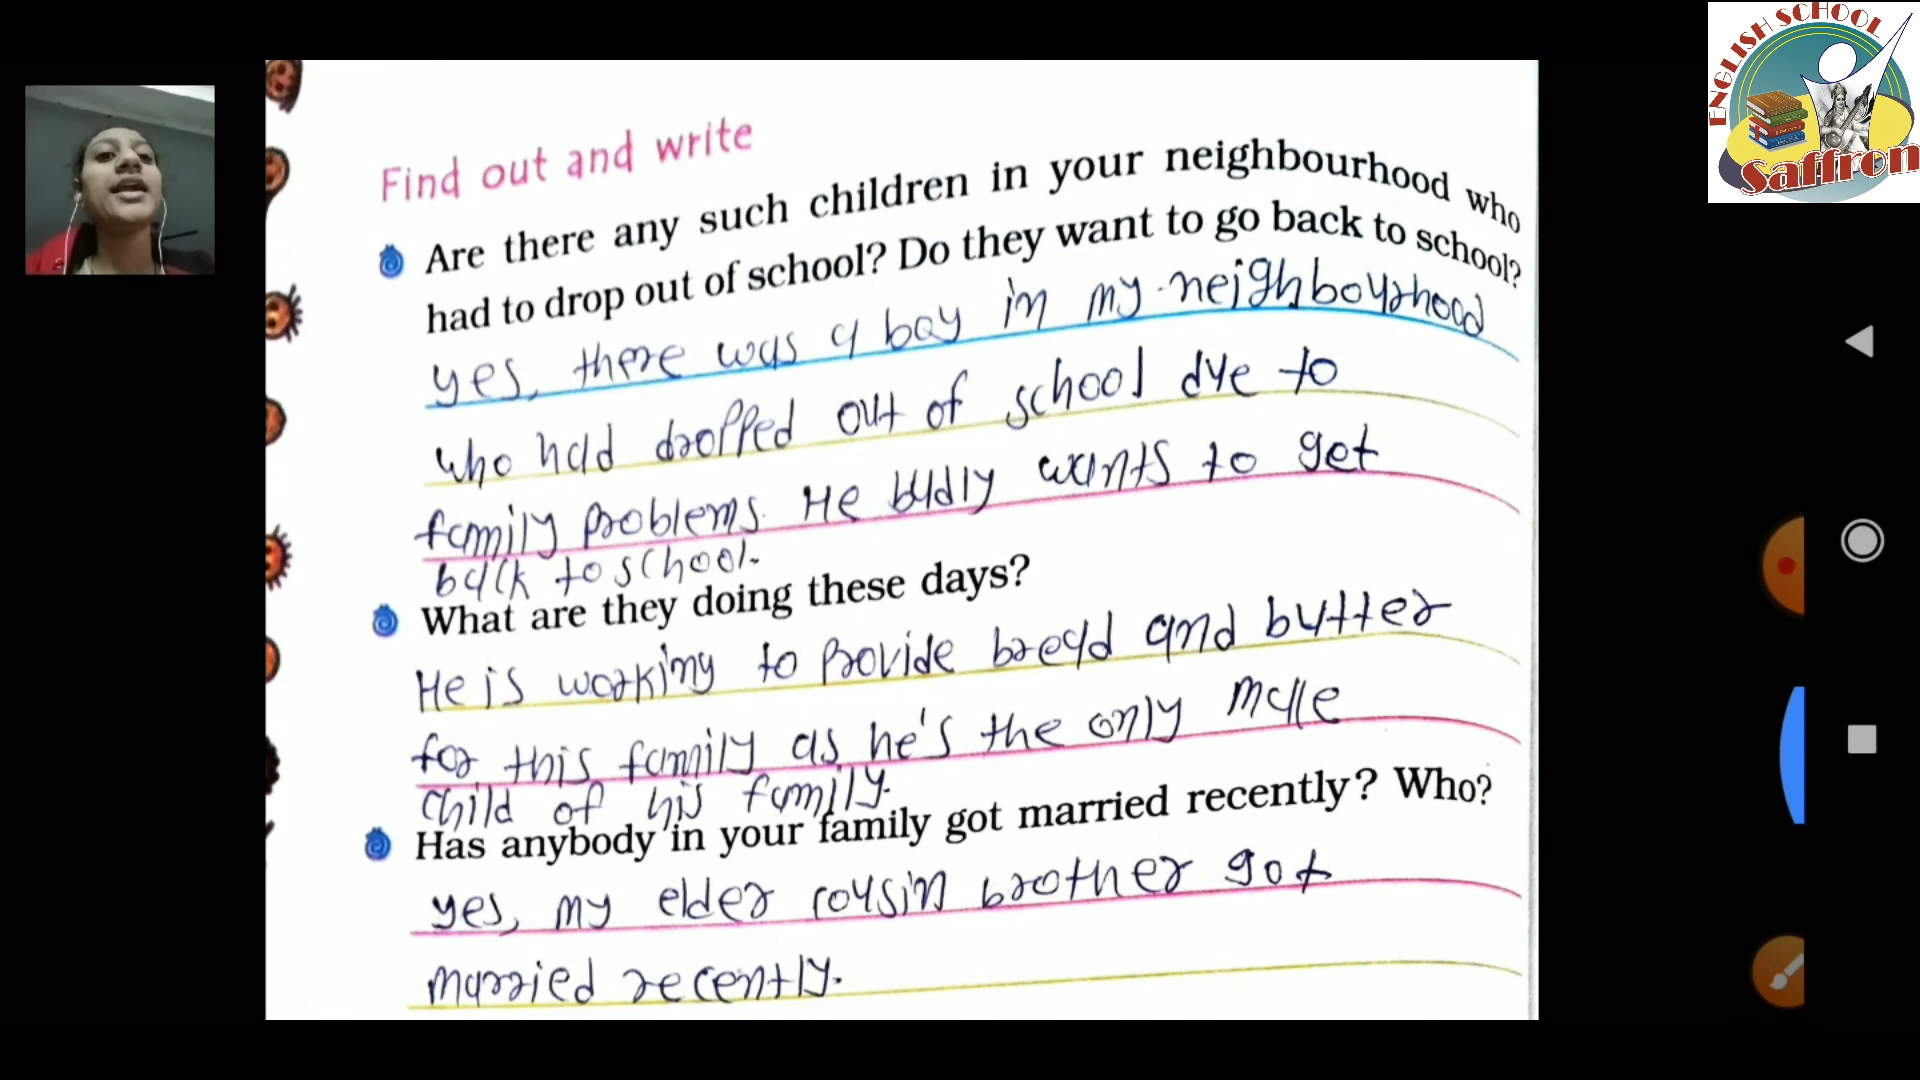 ENGLISH SCHOOL
Saffron
Find out and write
Are there any such children in your neighbourhood who
had to drop out of school? Do they want to go back to school?
yes, there was a boy in my neighbourhood
who had dropped out of school due to
family problems. He badly wants to get
back to school.
What are they doing these days?
He is working to provide bread and butter
for this family as he's the only male
child of his family.
Has anybody in your family got married recently? Who?
yes, my elder cousin brother got
married recently.